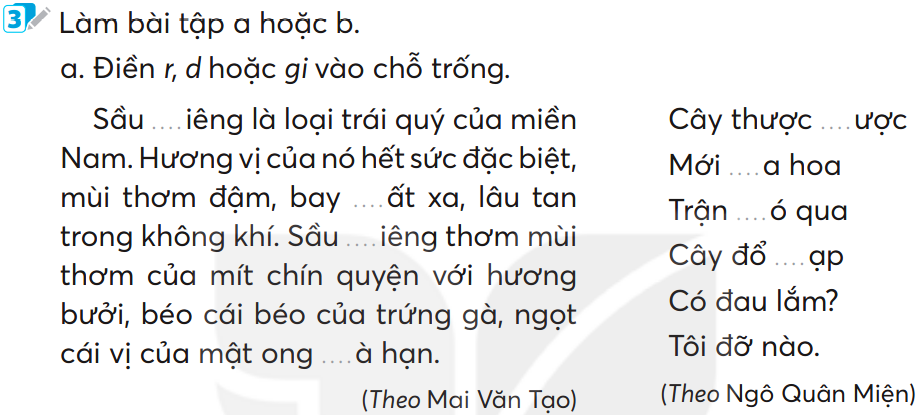 3
Làm bài tập a hoặc b.
a. Điền r, d hoặc gi vào chỗ trống.
Sầu ....iêng là loại trái quý của miền
Nam. Hương vị của nó hết sức đặc biệt,
mùi thơm đậm, bay ....ất xa, lâu tan
trong không khí. Sầu ....iêng thơm mùi
thơm của mít chín quyện với hương
bưởi, béo cái béo của trứng gà, ngọt
cái vị của mật ong ....à hạn.
(Theo Mai Văn Tạo)
Cây thược ....ược
Mới ....a hoa
Trận ....ó qua
Cây đổ ....ạp
Có đau lắm?
Tôi đỡ nào.
(Theo Ngô Quân Miện)